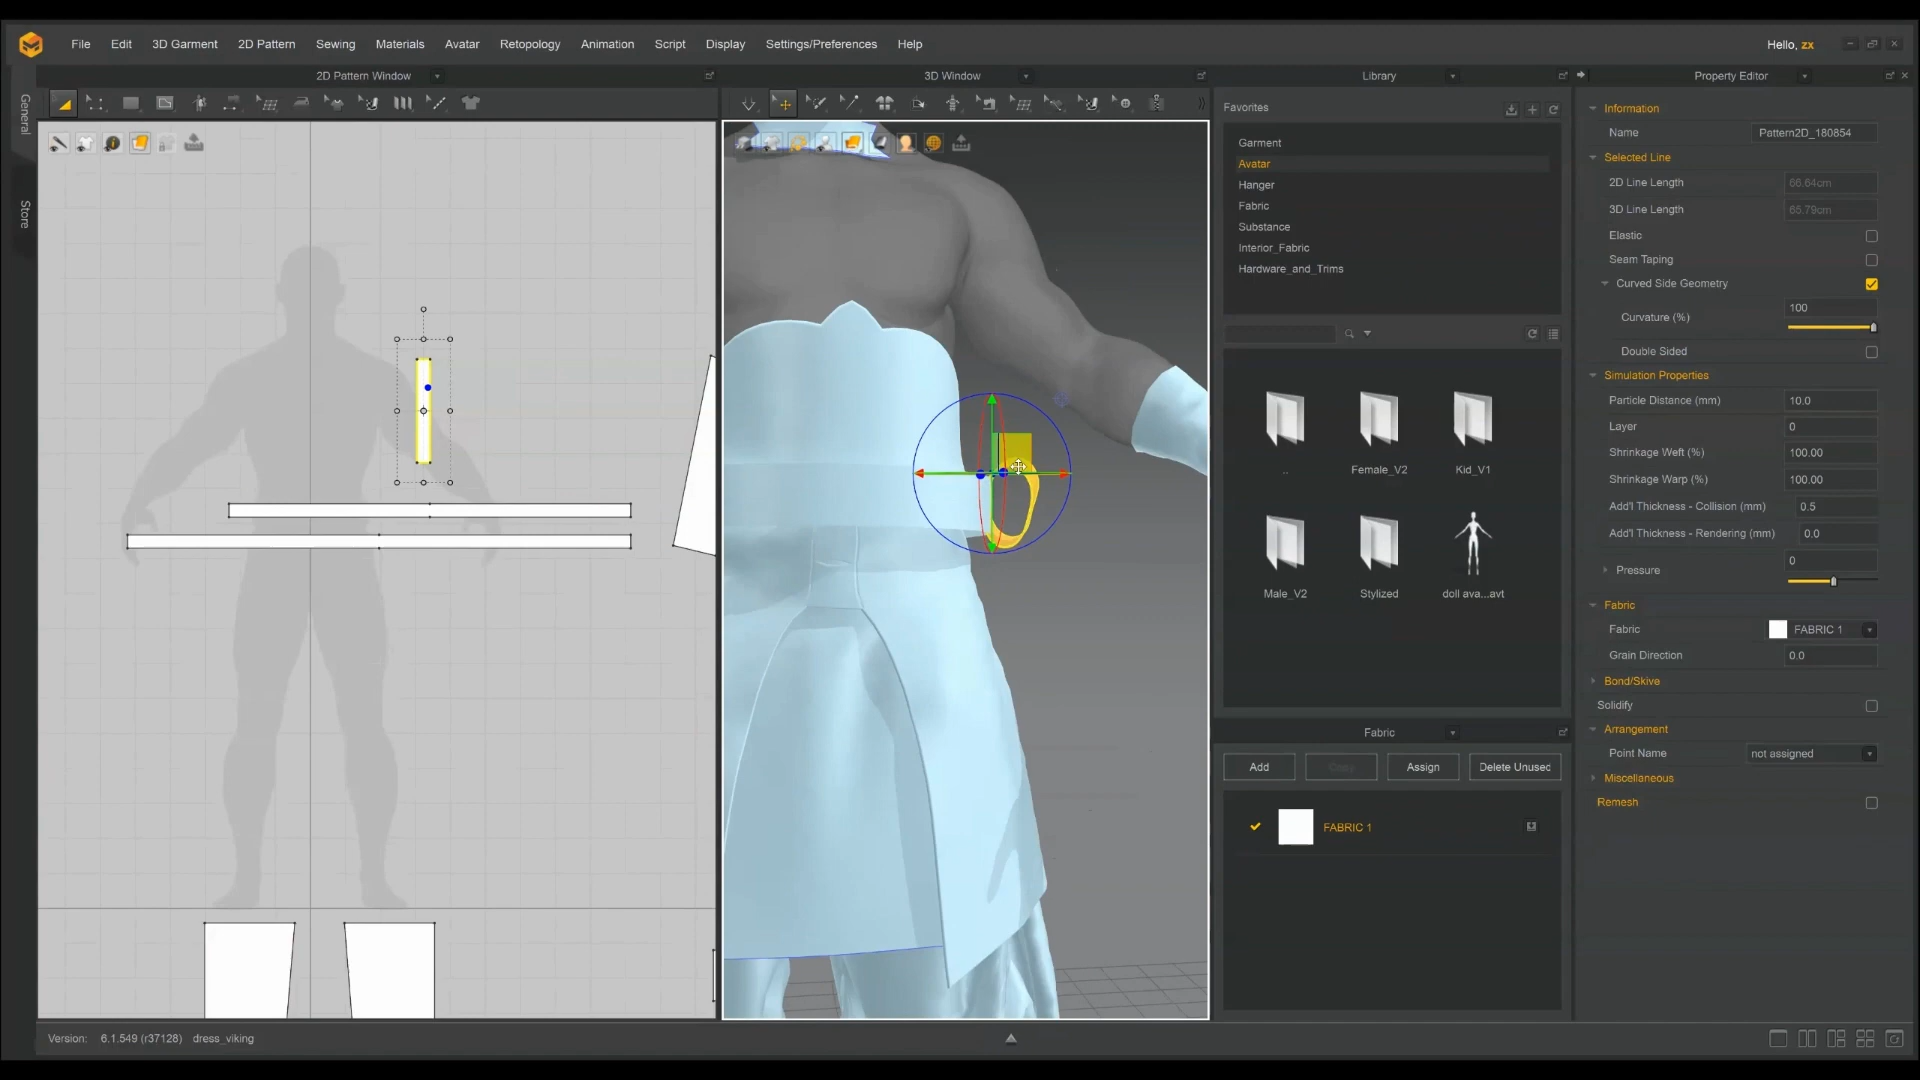 File Edit 3D Garment 2D Pattern Sewing Materials Avatar Retopology Animation Script Display Settings/Preferences Help
Hello, zx
2D Pattern Window
3D Window
Library
Property Editor
General
Store
Favorites
Garment
Avatar
Hanger
Fabric
Substance
Interior_Fabric
Hardware_and_Trims
..
Female_V2
Kid_V1
Male_V2
Stylized
doll ava...avt
Fabric
Add
Assign
Delete Unused
FABRIC 1
Information
Name Pattern2D_180854
Selected Line
2D Line Length 66.64cm
3D Line Length 65.79cm
Elastic
Seam Taping
Curved Side Geometry
Curvature (%) 100
Double Sided
Simulation Properties
Particle Distance (mm) 10.0
Layer 0
Shrinkage Weft (%) 100.00
Shrinkage Warp (%) 100.00
Add'l Thickness - Collision (mm) 0.5
Add'l Thickness - Rendering (mm) 0.0
Pressure 0
Fabric
Fabric FABRIC 1
Grain Direction 0.0
Bond/Skive
Solidify
Arrangement
Point Name not assigned
Miscellaneous
Remesh
Version: 6.1.549 (r37128) dress_viking